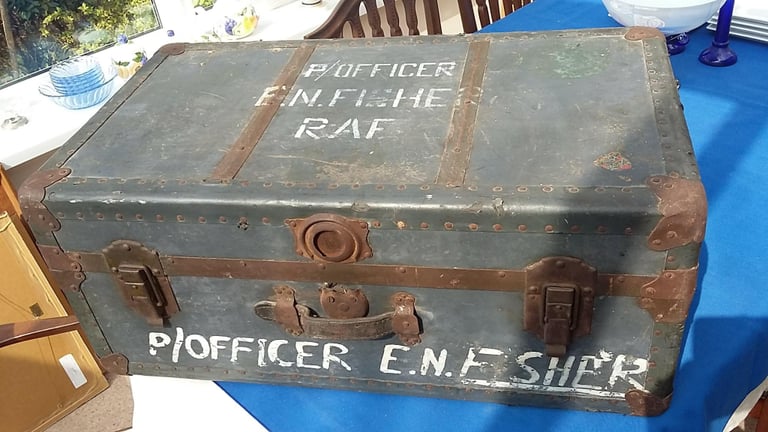 P/OFFICER
E.N. FISHER
RAF
P/OFFICER E.N. FISHER